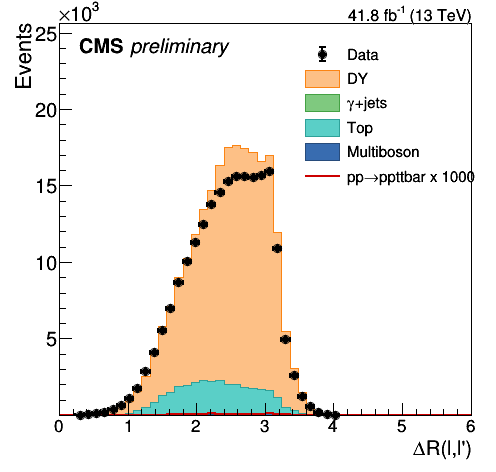 ×10³
41.8 fb⁻¹ (13 TeV)
CMS preliminary
Events
Data
DY
γ+jets
Top
Multiboson
pp→ppttbar x 1000
25
20
15
10
5
0 1 2 3 4 5 6
ΔR(l,l')